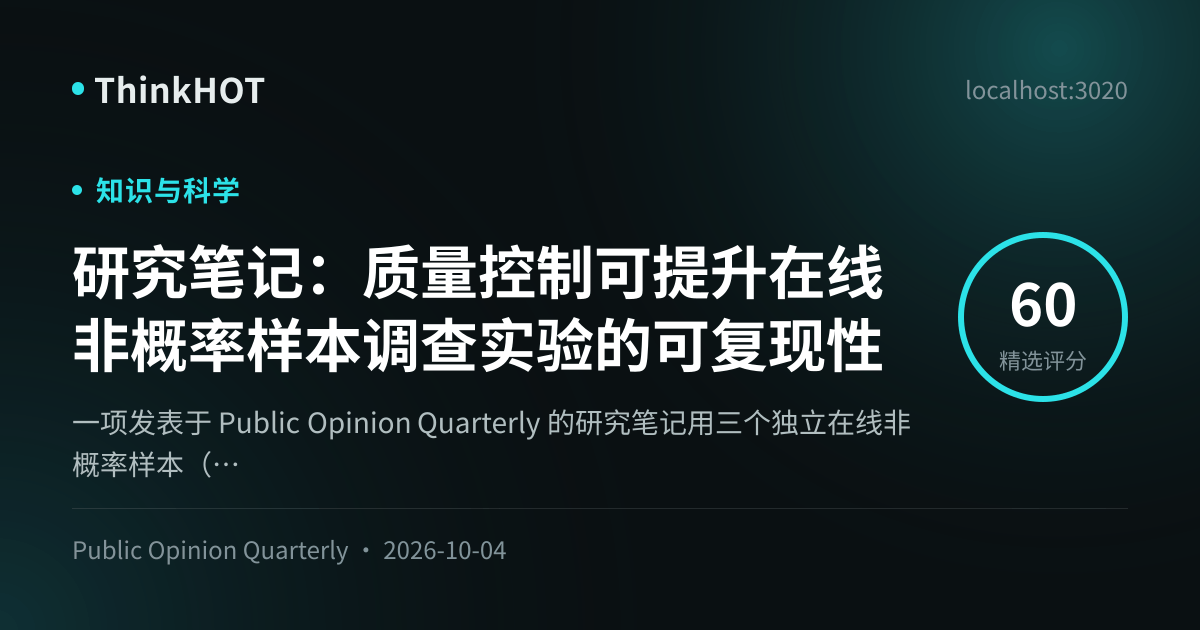 ThinkHOT
localhost:3020
知识与科学
研究笔记：质量控制可提升在线
非概率样本调查实验的可复现性
60
精选评分
一项发表于 Public Opinion Quarterly 的研究笔记用三个独立在线非
概率样本（…
Public Opinion Quarterly · 2026-10-04